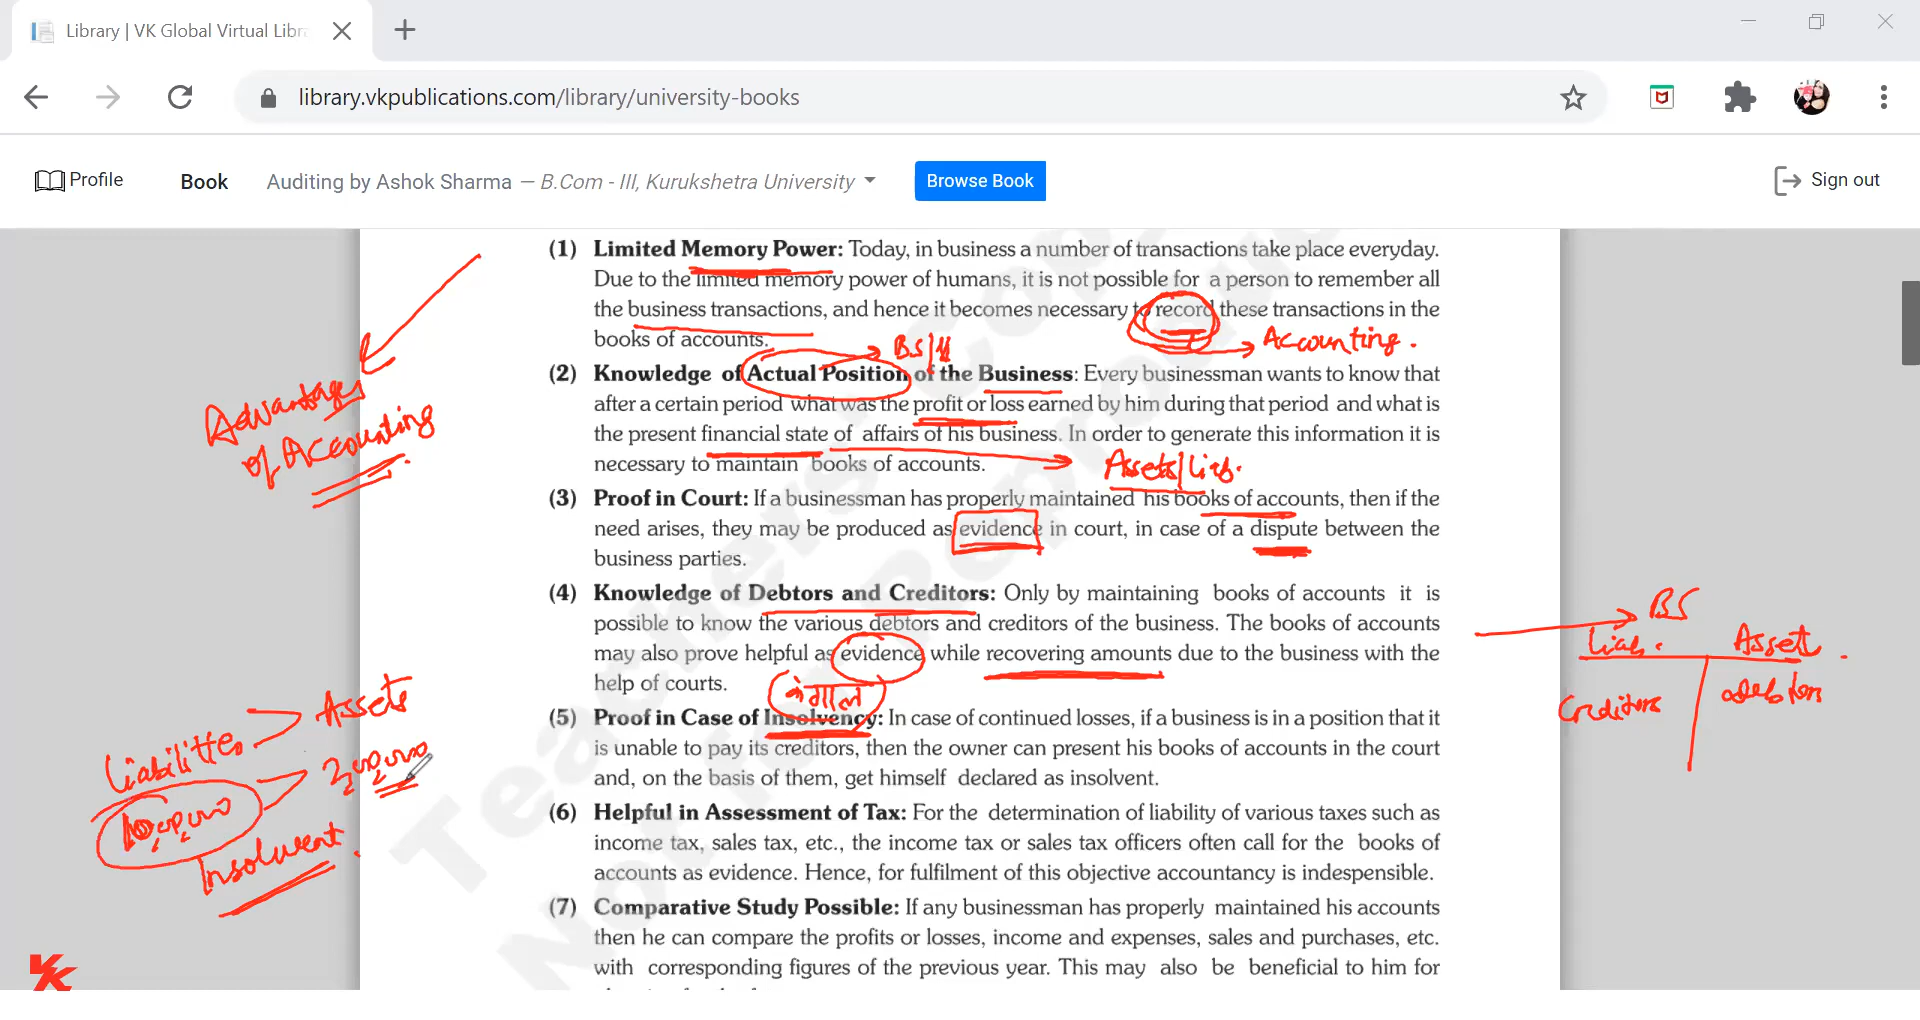 Library | VK Global Virtual Libra
library.vkpublications.com/library/university-books
Profile
Book
Auditing by Ashok Sharma — B.Com - III, Kurukshetra University
Browse Book
Sign out
(1) Limited Memory Power: Today, in business a number of transactions take place everyday.
Due to the limited memory power of humans, it is not possible for a person to remember all
the business transactions, and hence it becomes necessary to record these transactions in the
books of accounts.
Accounting.
BS/
(2) Knowledge of Actual Position of the Business: Every businessman wants to know that
after a certain period what was the profit or loss earned by him during that period and what is
the present financial state of affairs of his business. In order to generate this information it is
necessary to maintain books of accounts.
Assets/Liab.
Advantages
of Accounting
(3) Proof in Court: If a businessman has properly maintained his books of accounts, then if the
need arises, they may be produced as evidence in court, in case of a dispute between the
business parties.
(4) Knowledge of Debtors and Creditors: Only by maintaining books of accounts it is
possible to know the various debtors and creditors of the business. The books of accounts
may also prove helpful as evidence while recovering amounts due to the business with the
help of courts.
BS
Liab. Asset
Creditors debtors
कंगाल
(5) Proof in Case of Insolvency: In case of continued losses, if a business is in a position that it
is unable to pay its creditors, then the owner can present his books of accounts in the court
and, on the basis of them, get himself declared as insolvent.
Assets
Liabilities
Insolvent.
(6) Helpful in Assessment of Tax: For the determination of liability of various taxes such as
income tax, sales tax, etc., the income tax or sales tax officers often call for the books of
accounts as evidence. Hence, for fulfilment of this objective accountancy is indespensible.
(7) Comparative Study Possible: If any businessman has properly maintained his accounts
then he can compare the profits or losses, income and expenses, sales and purchases, etc.
with corresponding figures of the previous year. This may also be beneficial to him for
VK